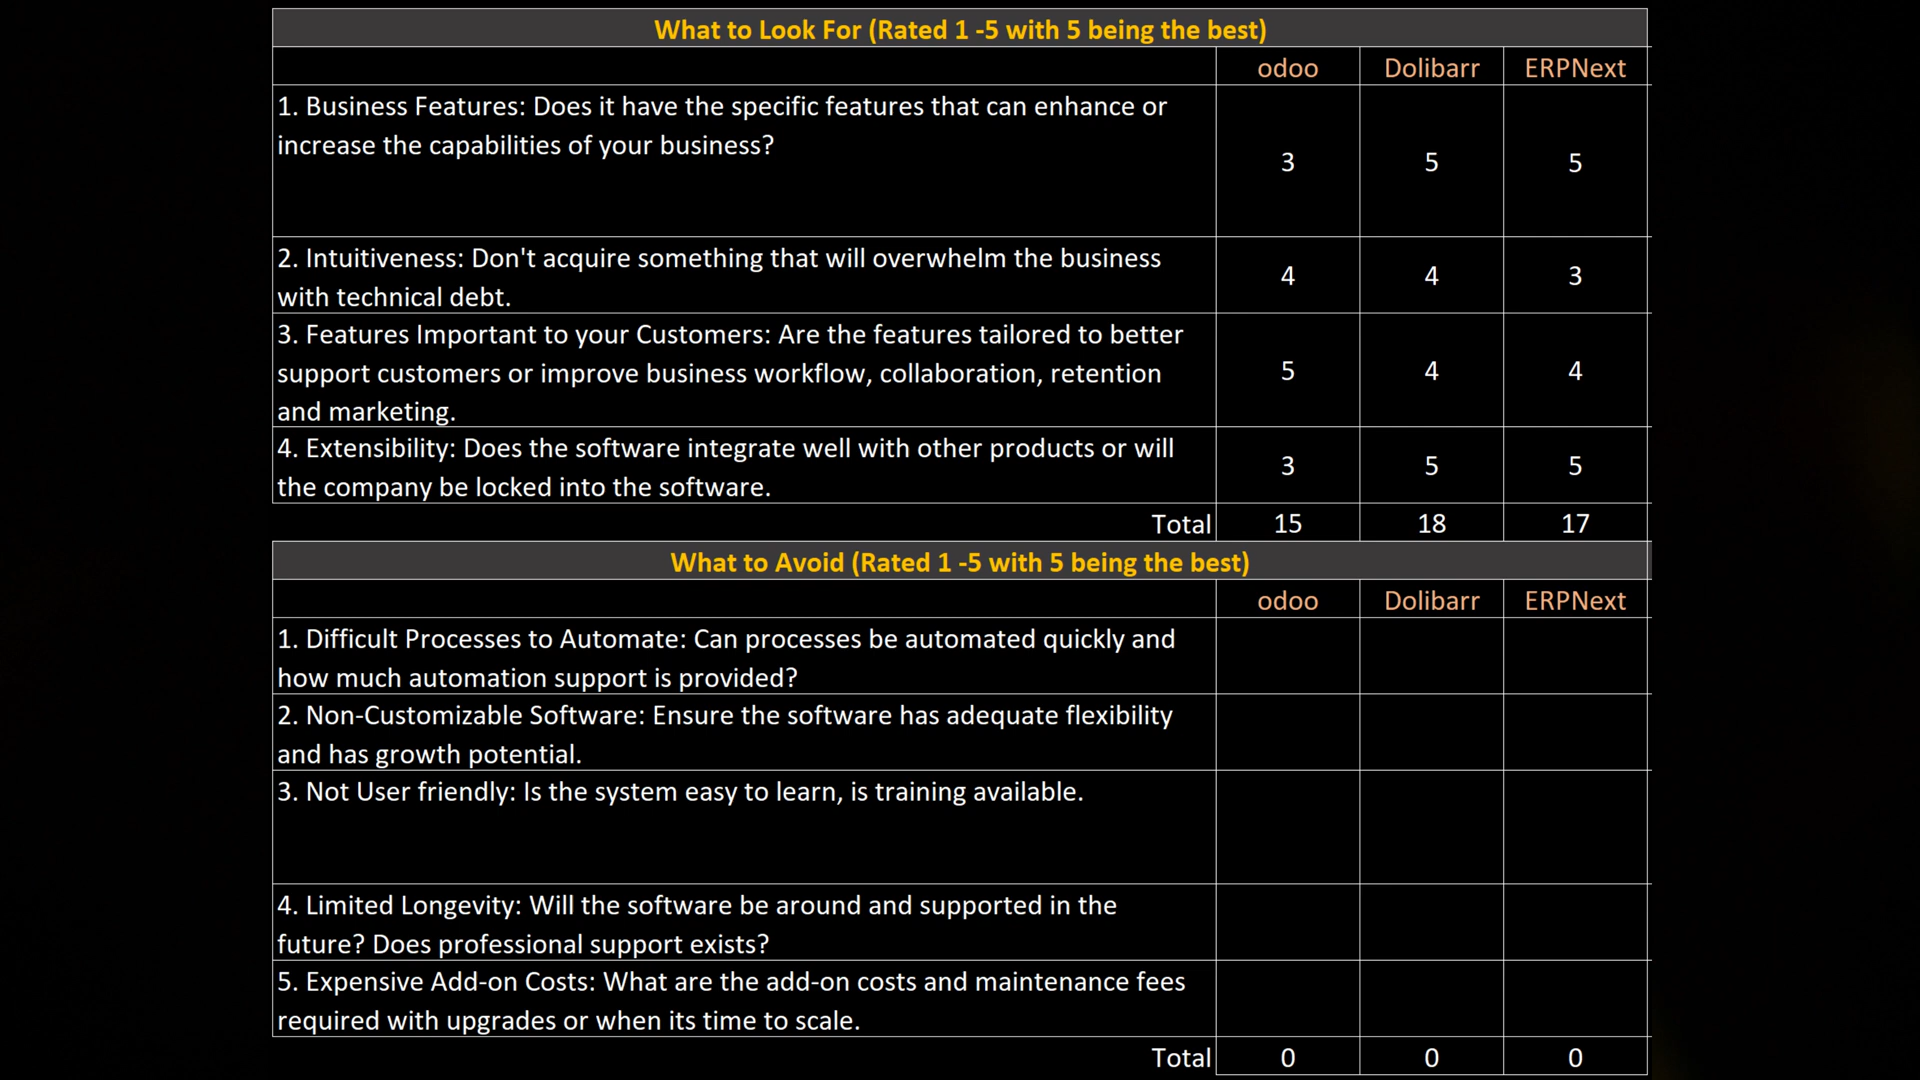 What to Look For (Rated 1 -5 with 5 being the best)
odoo Dolibarr ERPNext
1. Business Features: Does it have the specific features that can enhance or
increase the capabilities of your business?
3 5 5
2. Intuitiveness: Don't acquire something that will overwhelm the business
with technical debt.
4 4 3
3. Features Important to your Customers: Are the features tailored to better
support customers or improve business workflow, collaboration, retention
and marketing.
5 4 4
4. Extensibility: Does the software integrate well with other products or will
the company be locked into the software.
3 5 5
Total 15 18 17
What to Avoid (Rated 1 -5 with 5 being the best)
odoo Dolibarr ERPNext
1. Difficult Processes to Automate: Can processes be automated quickly and
how much automation support is provided?
2. Non-Customizable Software: Ensure the software has adequate flexibility
and has growth potential.
3. Not User friendly: Is the system easy to learn, is training available.
4. Limited Longevity: Will the software be around and supported in the
future? Does professional support exists?
5. Expensive Add-on Costs: What are the add-on costs and maintenance fees
required with upgrades or when its time to scale.
Total 0 0 0